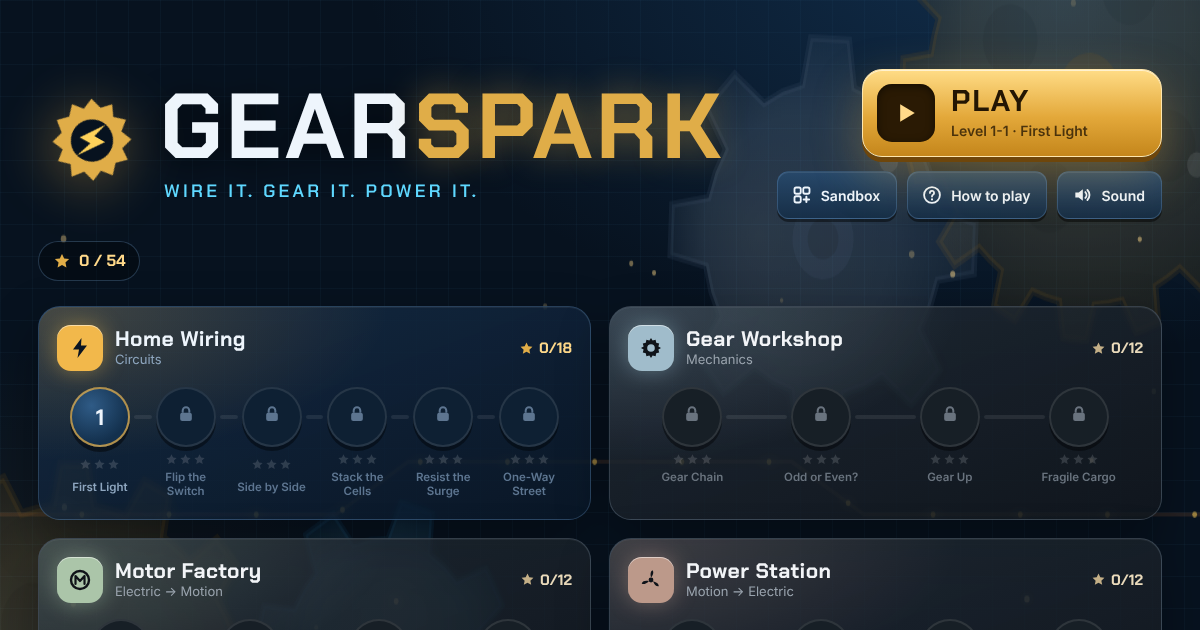 GEARSPARK
WIRE IT. GEAR IT. POWER IT.
PLAY
Level 1-1 · First Light
Sandbox
How to play
Sound
0 / 54
Home Wiring
Circuits
0/18
1
First Light
Flip the
Switch
Side by Side
Stack the
Cells
Resist the
Surge
One-Way
Street
Gear Workshop
Mechanics
0/12
Gear Chain
Odd or Even?
Gear Up
Fragile Cargo
Motor Factory
Electric → Motion
0/12
Power Station
Motion → Electric
0/12